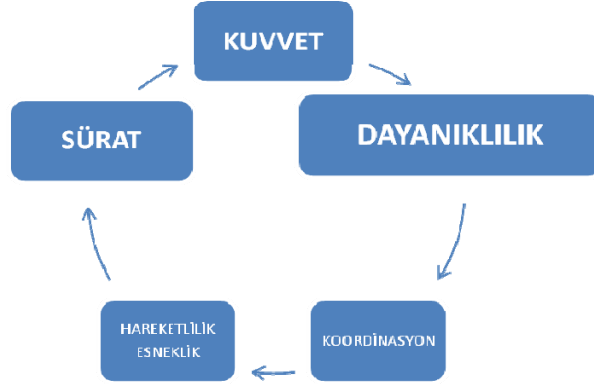 KUVVET
DAYANIKLILIK
KOORDİNASYON
HAREKETLİLİK
ESNEKLİK
SÜRAT